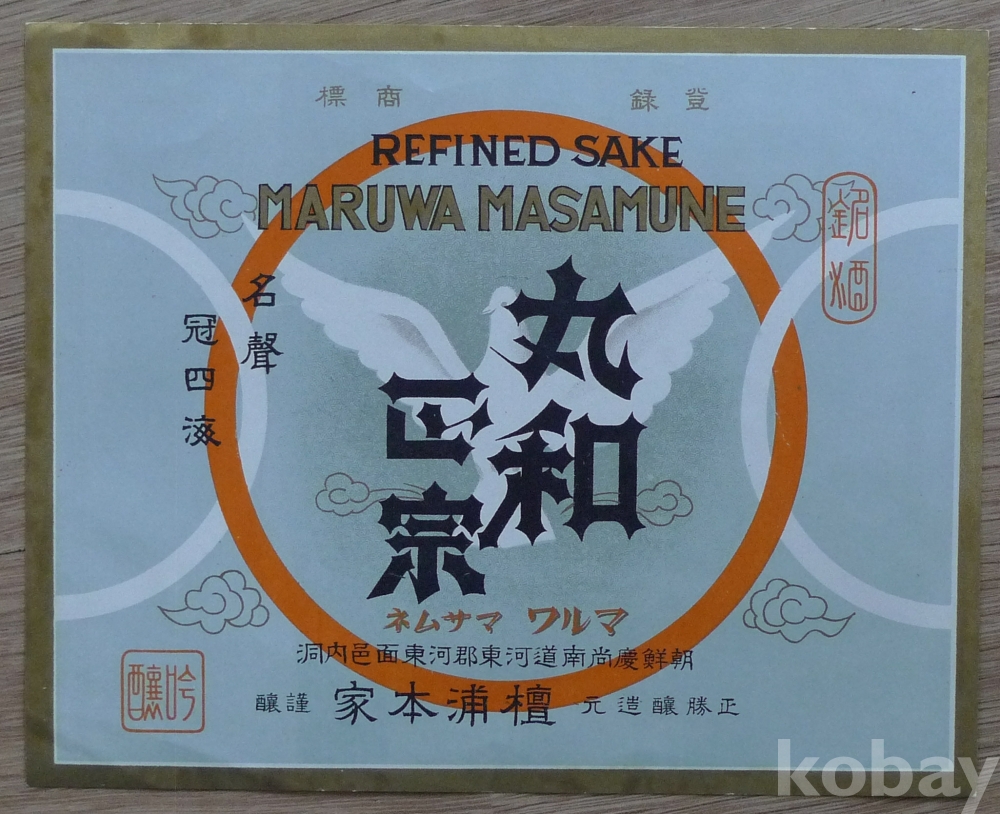 登録 商標
REFINED SAKE
MARUWA MASAMUNE
銘酒
丸和
正宗
名聲
冠四海
マルワ マサムネ
朝鮮慶尚南道河東郡河東面邑内洞
正勝釀造元 檀浦本家 謹釀
吟釀
kobay